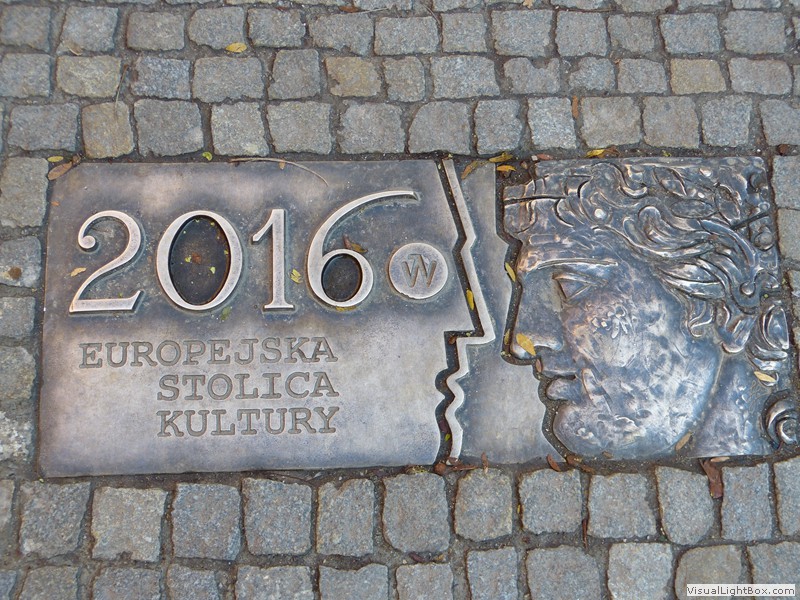 2016 W
EUROPEJSKA
STOLICA
KULTURY
VisualLightBox.com